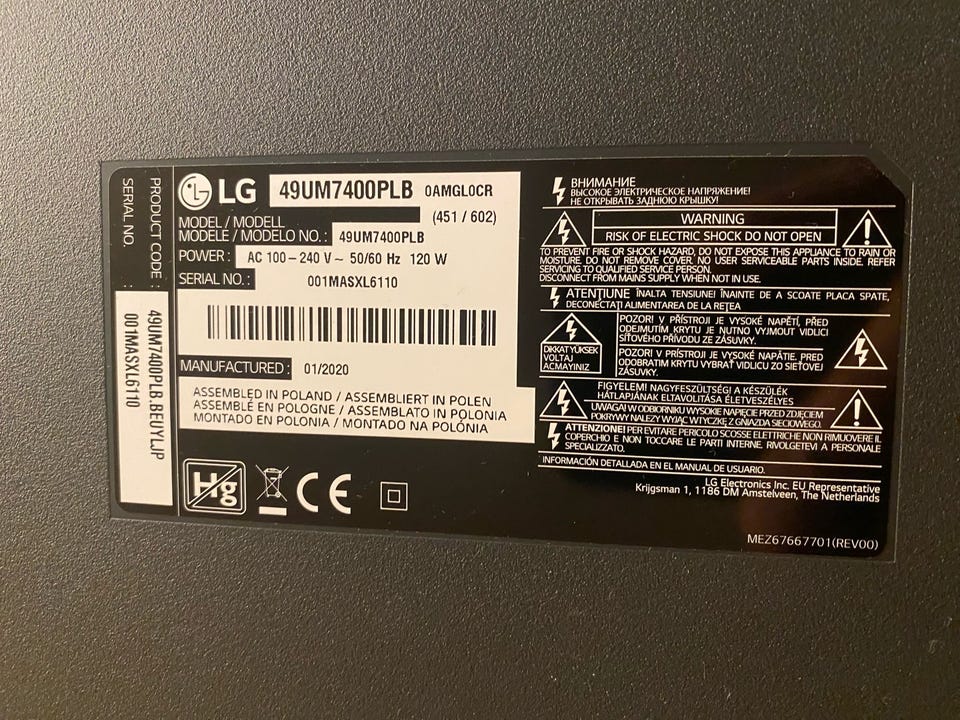 PRODUCT CODE :
SERIAL NO. :
49UM7400PLB.BEUYLJP
001MASXL6110
LG 49UM7400PLB 0AMGL0CR
(451 / 602)
MODEL / MODELL
MODELE / MODELO NO. : 49UM7400PLB
POWER : AC 100 – 240 V ~ 50/60 Hz 120 W
SERIAL NO. : 001MASXL6110
MANUFACTURED : 01/2020
ASSEMBLED IN POLAND / ASSEMBLIERT IN POLEN
ASSEMBLÉ EN POLOGNE / ASSEMBLATO IN POLONIA
MONTADO EN POLONIA / MONTADO NA POLÓNIA
Hg
CE
ВНИМАНИЕ
ВЫСОКОЕ ЭЛЕКТРИЧЕСКОЕ НАПРЯЖЕНИЕ!
НЕ ОТКРЫВАТЬ ЗАДНЮЮ КРЫШКУ!
WARNING
RISK OF ELECTRIC SHOCK DO NOT OPEN
TO PREVENT FIRE OR SHOCK HAZARD, DO NOT EXPOSE THIS APPLIANCE TO RAIN OR
MOISTURE. DO NOT REMOVE COVER. NO USER SERVICEABLE PARTS INSIDE. REFER
SERVICING TO QUALIFIED SERVICE PERSON.
DISCONNECT FROM MAINS SUPPLY WHEN NOT IN USE.
ATENŢIUNE ÎNALTA TENSIUNE! ÎNAINTE DE A SCOATE PLACA SPATE,
DECONECTAŢI ALIMENTAREA DE LA REŢEA
DIKKAT YÜKSEK
VOLTAJ
AÇMAYINIZ
POZOR! V PŘÍSTROJI JE VYSOKÉ NAPĚTÍ, PŘED
ODEJMUTÍM KRYTU JE NUTNO VYJMOUT VIDLICI
SÍŤOVÉHO PŘÍVODU ZE ZÁSUVKY.
POZOR! V PRÍSTROJI JE VYSOKÉ NAPÄTIE. PRED
ODOBRATIM KRYTU VYBRAŤ VIDLICU ZO SIEŤOVEJ
ZÁSUVKY.
FIGYELEM! NAGYFESZÜLTSÉG! A KÉSZÜLÉK
HÁTLAPJÁNAK ELTAVOLÍTÁSA ÉLETVESZÉLYES
UWAGA! W ODBIORNIKU WYSOKIE NAPIĘCIE PRZED ZDJĘCIEM
POKRYWY NALEŻY WYJĄĆ WTYCZKĘ Z GNIAZDA SIECIOWEGO.
ATTENZIONE! PER EVITARE PERICOLO SCOSSE ELETTRICHE NON RIMUOVERE IL
COPERCHIO E NON TOCCARE LE PARTI INTERNE, RIVOLGETEVI A PERSONALE
SPECIALIZZATO.
INFORMACIÓN DETALLADA EN EL MANUAL DE USUARIO.
LG Electronics Inc. EU Representative
Krijgsman 1, 1186 DM Amstelveen, The Netherlands
MEZ67667701(REV00)